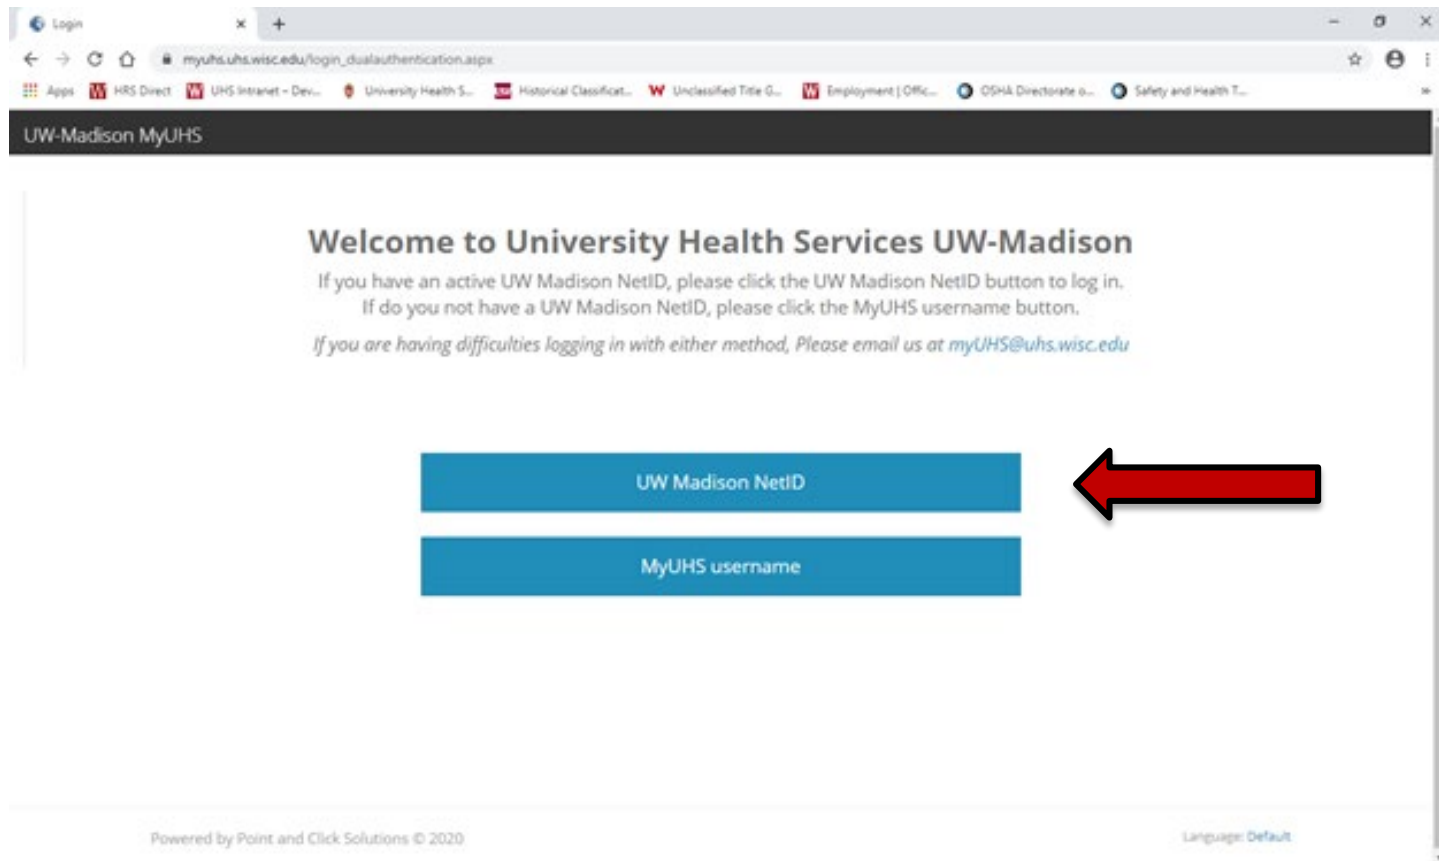 Login
myuhs.uhs.wisc.edu/login_dualauthentication.aspx
Apps HRS Direct UHS Intranet – Dev... University Health S... Historical Classificat... Unclassified Title G... Employment | Offic... OSHA Directorate o... Safety and Health T...
UW-Madison MyUHS
Welcome to University Health Services UW-Madison
If you have an active UW Madison NetID, please click the UW Madison NetID button to log in.
If do you not have a UW Madison NetID, please click the MyUHS username button.
If you are having difficulties logging in with either method, Please email us at myUHS@uhs.wisc.edu
UW Madison NetID
MyUHS username
Powered by Point and Click Solutions © 2020
Language: Default